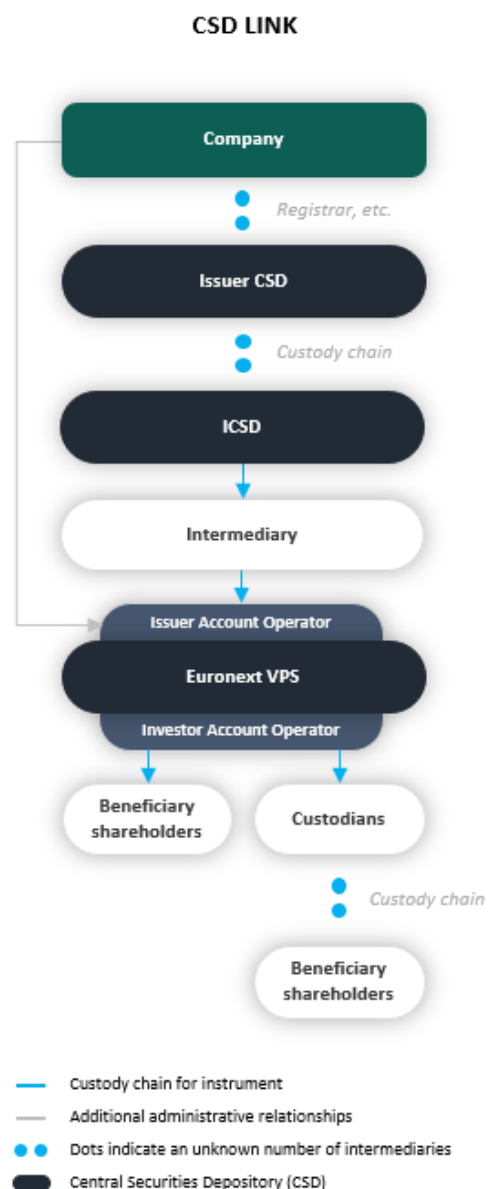 CSD LINK
Company
Registrar, etc.
Issuer CSD
Custody chain
ICSD
Intermediary
Issuer Account Operator
Euronext VPS
Investor Account Operator
Beneficiary
shareholders
Custodians
Custody chain
Beneficiary
shareholders
Custody chain for instrument
Additional administrative relationships
Dots indicate an unknown number of intermediaries
Central Securities Depository (CSD)